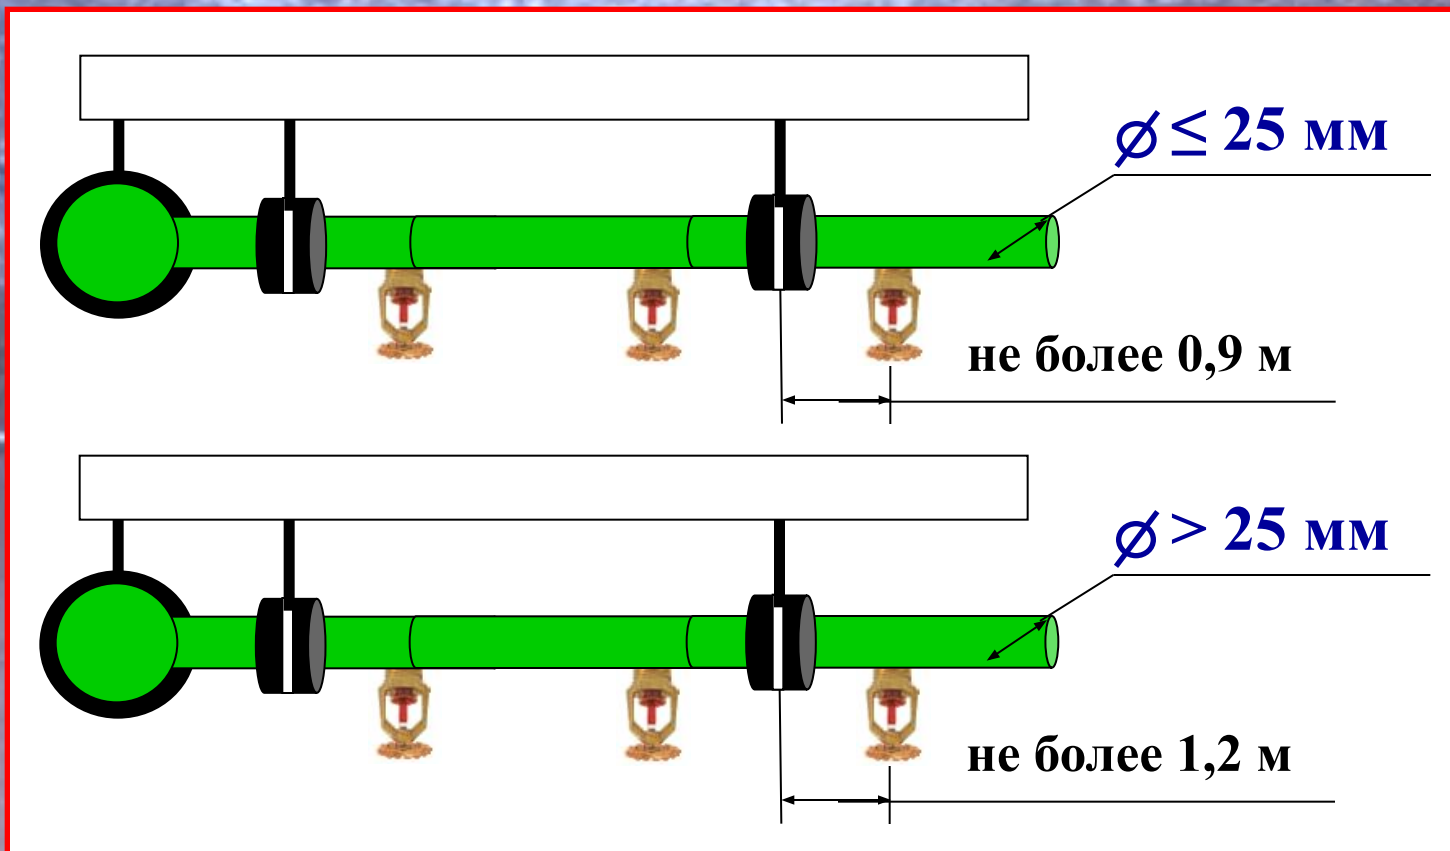 ⌀ ≤ 25 мм
не более 0,9 м
⌀ > 25 мм
не более 1,2 м